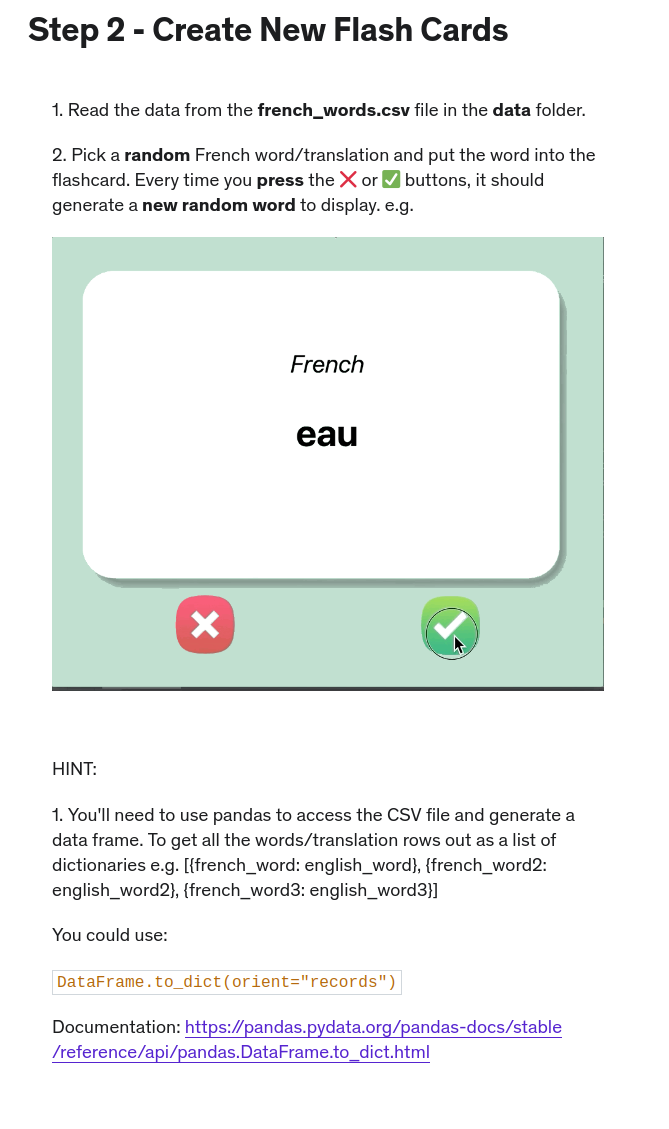 Step 2 - Create New Flash Cards
1. Read the data from the french_words.csv file in the data folder.
2. Pick a random French word/translation and put the word into the
flashcard. Every time you press the ❌ or ✅ buttons, it should
generate a new random word to display. e.g.
French
eau
HINT:
1. You'll need to use pandas to access the CSV file and generate a
data frame. To get all the words/translation rows out as a list of
dictionaries e.g. [{french_word: english_word}, {french_word2:
english_word2}, {french_word3: english_word3}]
You could use:
DataFrame.to_dict(orient="records")
Documentation: https://pandas.pydata.org/pandas-docs/stable
/reference/api/pandas.DataFrame.to_dict.html